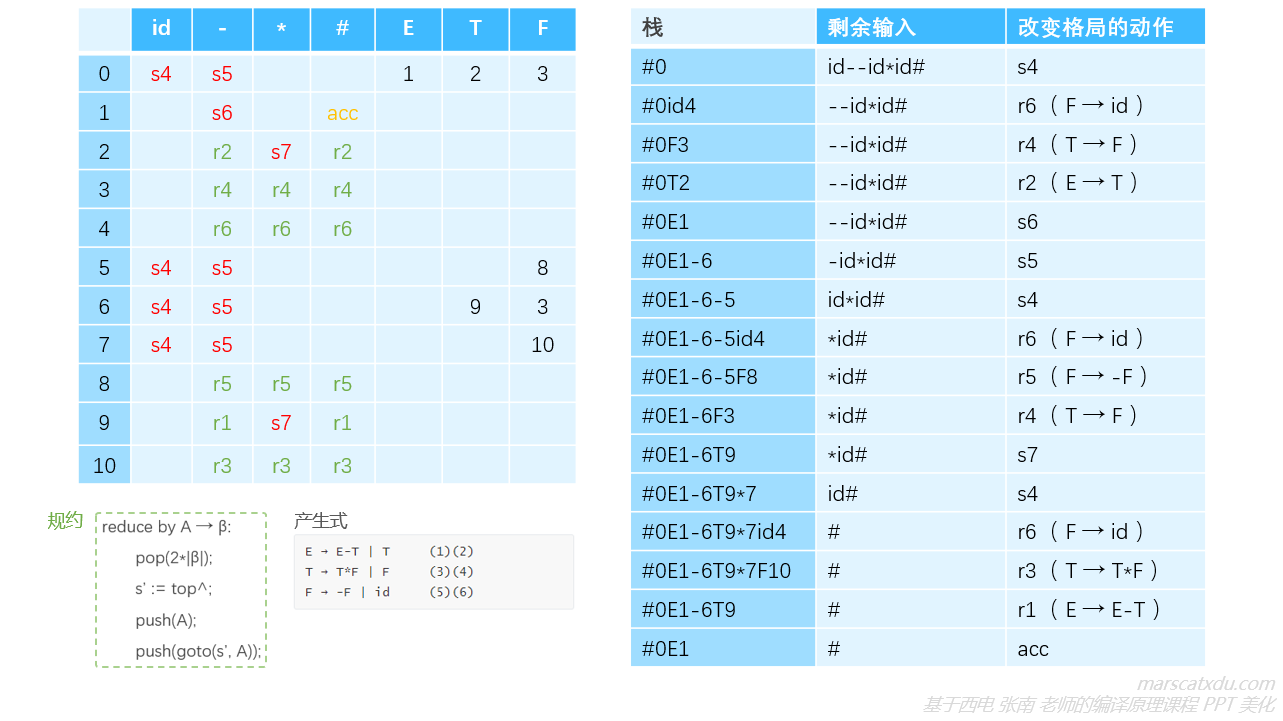 id - * # E T F
0 s4 s5 1 2 3
1 s6 acc
2 r2 s7 r2
3 r4 r4 r4
4 r6 r6 r6
5 s4 s5 8
6 s4 s5 9 3
7 s4 s5 10
8 r5 r5 r5
9 r1 s7 r1
10 r3 r3 r3
规约
reduce by A → β:
pop(2*|β|);
s’ := top^;
push(A);
push(goto(s’, A));
产生式
E → E-T | T (1)(2)
T → T*F | F (3)(4)
F → -F | id (5)(6)
栈 剩余输入 改变格局的动作
#0 id--id*id# s4
#0id4 --id*id# r6（F → id）
#0F3 --id*id# r4（T → F）
#0T2 --id*id# r2（E → T）
#0E1 --id*id# s6
#0E1-6 -id*id# s5
#0E1-6-5 id*id# s4
#0E1-6-5id4 *id# r6（F → id）
#0E1-6-5F8 *id# r5（F → -F）
#0E1-6F3 *id# r4（T → F）
#0E1-6T9 *id# s7
#0E1-6T9*7 id# s4
#0E1-6T9*7id4 # r6（F → id）
#0E1-6T9*7F10 # r3（T → T*F）
#0E1-6T9 # r1（E → E-T）
#0E1 # acc
marscatxdu.com
基于西电 张南 老师的编译原理课程 PPT 美化